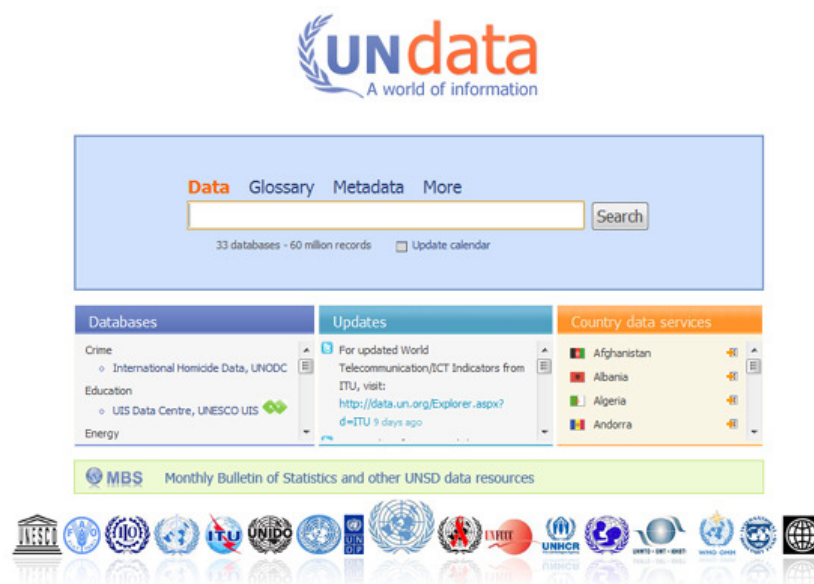 UNdata
A world of information
Data Glossary Metadata More
Search
33 databases - 60 million records Update calendar
Databases
Crime
International Homicide Data, UNODC
Education
UIS Data Centre, UNESCO UIS
Energy
Updates
For updated World
Telecommunication/ICT Indicators from
ITU, visit:
http://data.un.org/Explorer.aspx?
d=ITU 9 days ago
Country data services
Afghanistan
Albania
Algeria
Andorra
MBS Monthly Bulletin of Statistics and other UNSD data resources
UNESCO
ILO
ITU
UNIDO
UNDP
UNHCR